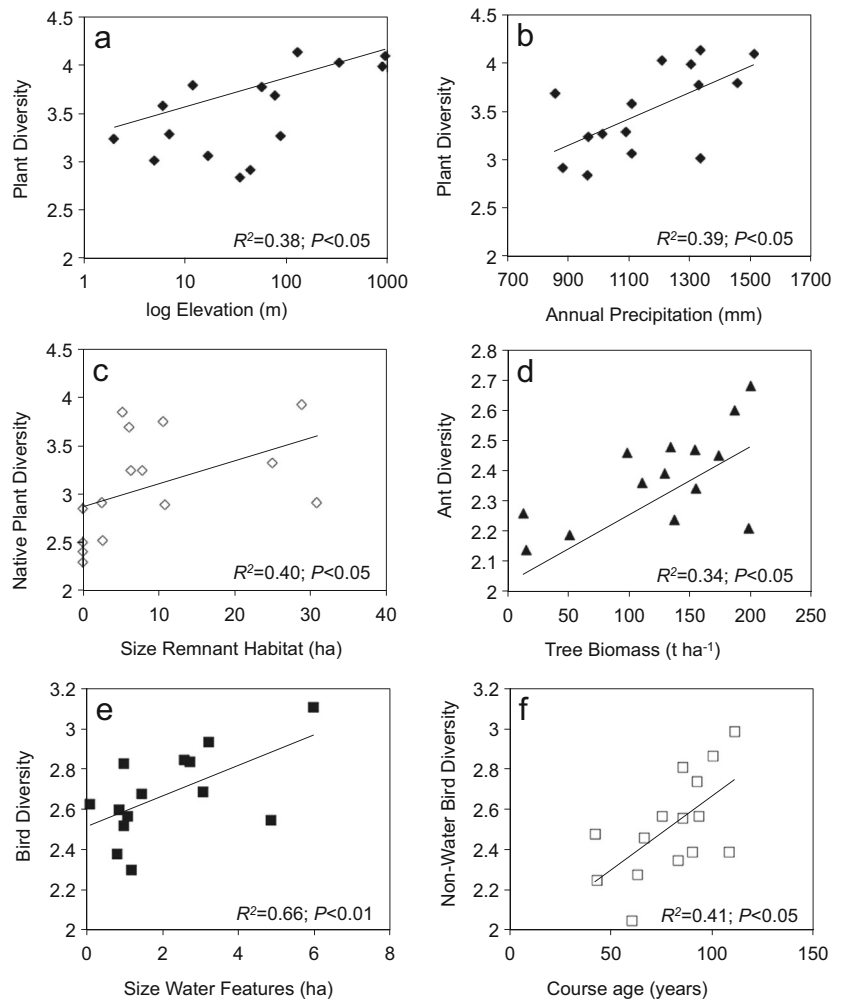 a
Plant Diversity
4.5
4
3.5
3
2.5
2
R²=0.38; P<0.05
1 10 100 1000
log Elevation (m)
b
Plant Diversity
4.5
4
3.5
3
2.5
2
R²=0.39; P<0.05
700 900 1100 1300 1500 1700
Annual Precipitation (mm)
c
Native Plant Diversity
4.5
4
3.5
3
2.5
2
R²=0.40; P<0.05
0 10 20 30 40
Size Remnant Habitat (ha)
d
Ant Diversity
2.8
2.7
2.6
2.5
2.4
2.3
2.2
2.1
2
R²=0.34; P<0.05
0 50 100 150 200 250
Tree Biomass (t ha⁻¹)
e
Bird Diversity
3.2
3
2.8
2.6
2.4
2.2
2
R²=0.66; P<0.01
0 2 4 6 8
Size Water Features (ha)
f
Non-Water Bird Diversity
3.2
3
2.8
2.6
2.4
2.2
2
R²=0.41; P<0.05
0 50 100 150
Course age (years)